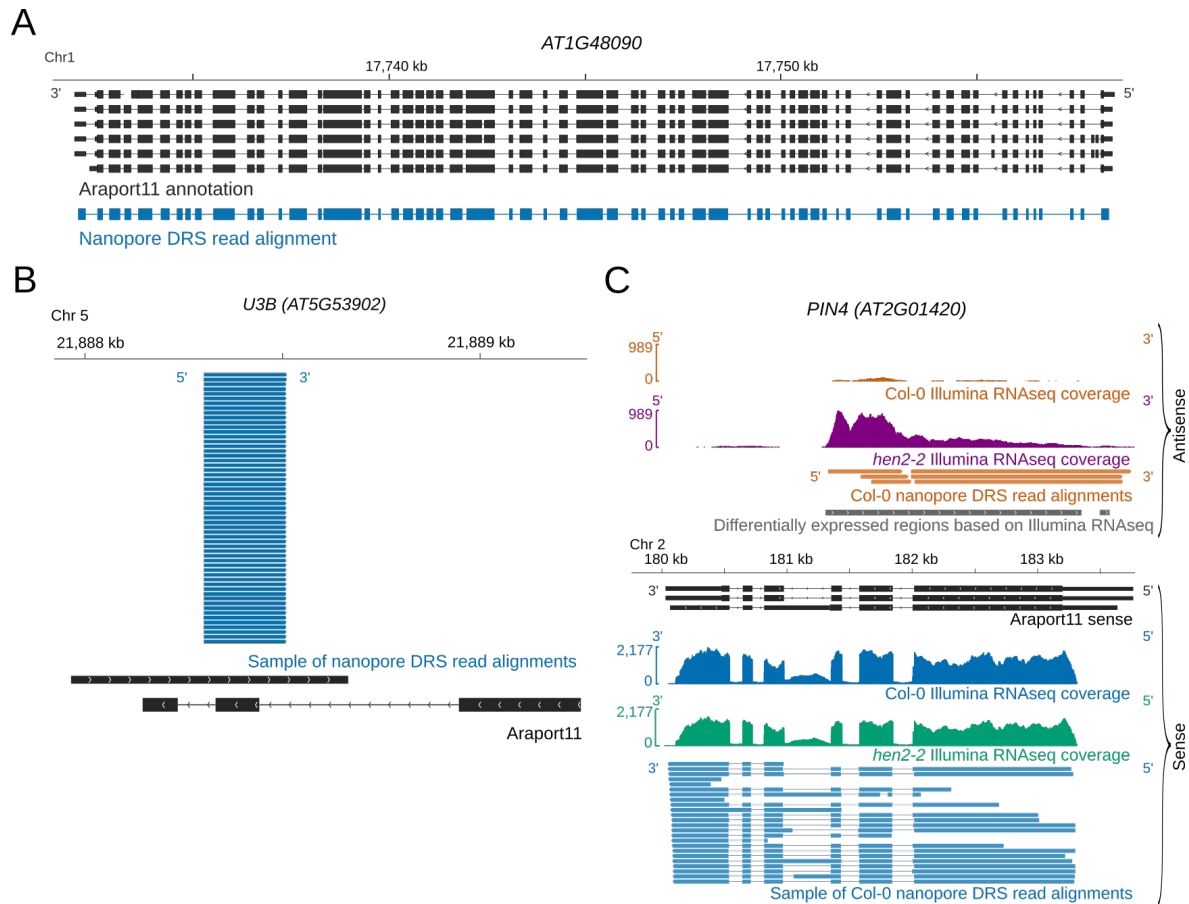 A
AT1G48090
Chr1
17,740 kb 17,750 kb
3' 5'
Araport11 annotation
Nanopore DRS read alignment
B
U3B (AT5G53902)
Chr 5
21,888 kb 21,889 kb
5' 3'
Sample of nanopore DRS read alignments
Araport11
C
PIN4 (AT2G01420)
5' 3'
989
0
Col-0 Illumina RNAseq coverage
5' 3'
989
0
hen2-2 Illumina RNAseq coverage
5' 3'
Col-0 nanopore DRS read alignments
Differentially expressed regions based on Illumina RNAseq
Antisense
Chr 2
180 kb 181 kb 182 kb 183 kb
3' 5'
Araport11 sense
3' 5'
2,177
0
Col-0 Illumina RNAseq coverage
3' 5'
2,177
0
hen2-2 Illumina RNAseq coverage
3' 5'
Sample of Col-0 nanopore DRS read alignments
Sense